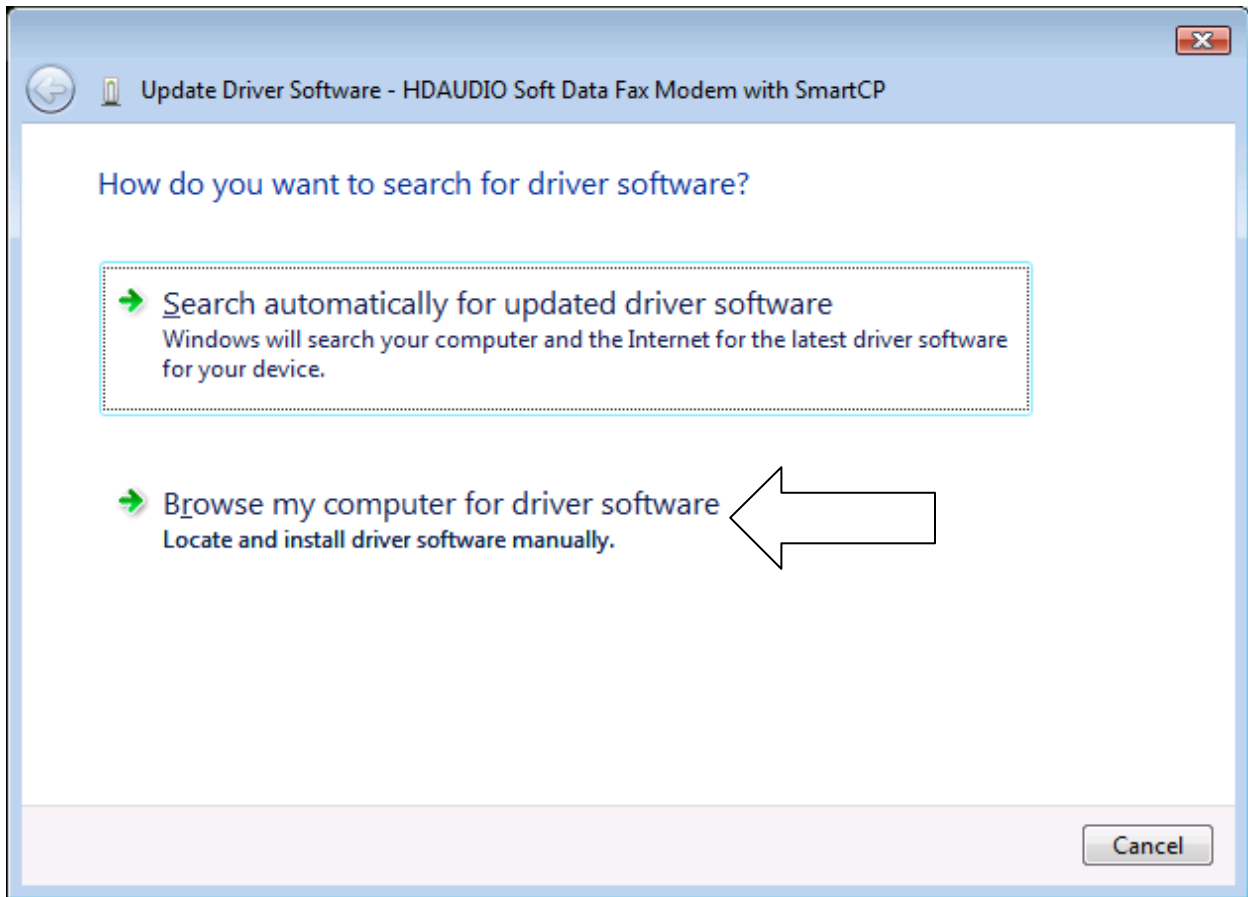 Update Driver Software - HDAUDIO Soft Data Fax Modem with SmartCP
How do you want to search for driver software?
Search automatically for updated driver software
Windows will search your computer and the Internet for the latest driver software
for your device.
Browse my computer for driver software
Locate and install driver software manually.
Cancel